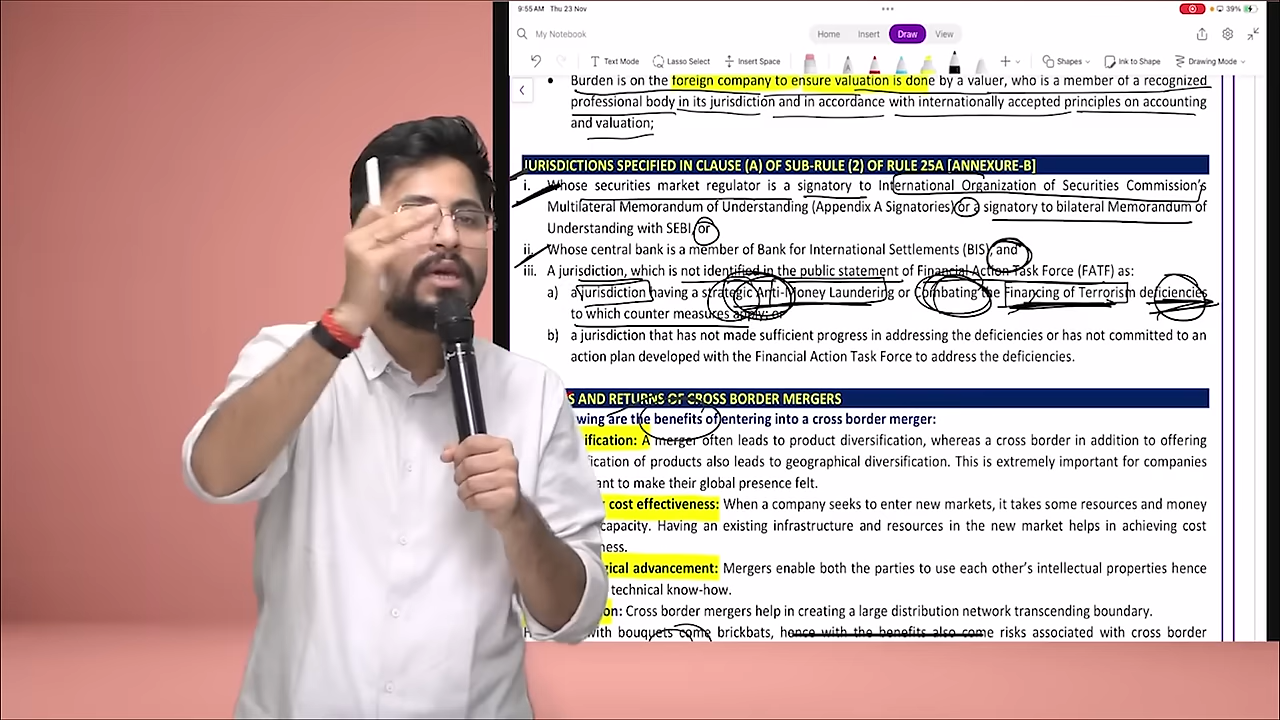 9:55 AM Thu 23 Nov
39%
My Notebook
Home Insert Draw View
Text Mode Lasso Select Insert Space Shapes Ink to Shape Drawing Mode
• Burden is on the foreign company to ensure valuation is done by a valuer, who is a member of a recognized
professional body in its jurisdiction and in accordance with internationally accepted principles on accounting
and valuation;
JURISDICTIONS SPECIFIED IN CLAUSE (A) OF SUB-RULE (2) OF RULE 25A [ANNEXURE-B]
i. Whose securities market regulator is a signatory to International Organization of Securities Commission's
Multilateral Memorandum of Understanding (Appendix A Signatories) or a signatory to bilateral Memorandum of
Understanding with SEBI, or
ii. Whose central bank is a member of Bank for International Settlements (BIS), and
iii. A jurisdiction, which is not identified in the public statement of Financial Action Task Force (FATF) as:
a) a jurisdiction having a strategic Anti-Money Laundering or Combating the Financing of Terrorism deficiencies
to which counter measures apply; or
b) a jurisdiction that has not made sufficient progress in addressing the deficiencies or has not committed to an
action plan developed with the Financial Action Task Force to address the deficiencies.
AND RETURNS OF CROSS BORDER MERGERS
wing are the benefits of entering into a cross border merger:
ification: A merger often leads to product diversification, whereas a cross border in addition to offering
ication of products also leads to geographical diversification. This is extremely important for companies
ant to make their global presence felt.
cost effectiveness: When a company seeks to enter new markets, it takes some resources and money
capacity. Having an existing infrastructure and resources in the new market helps in achieving cost
ness.
gical advancement: Mergers enable both the parties to use each other's intellectual properties hence
technical know-how.
on: Cross border mergers help in creating a large distribution network transcending boundary.
with bouquets come brickbats, hence with the benefits also come risks associated with cross border